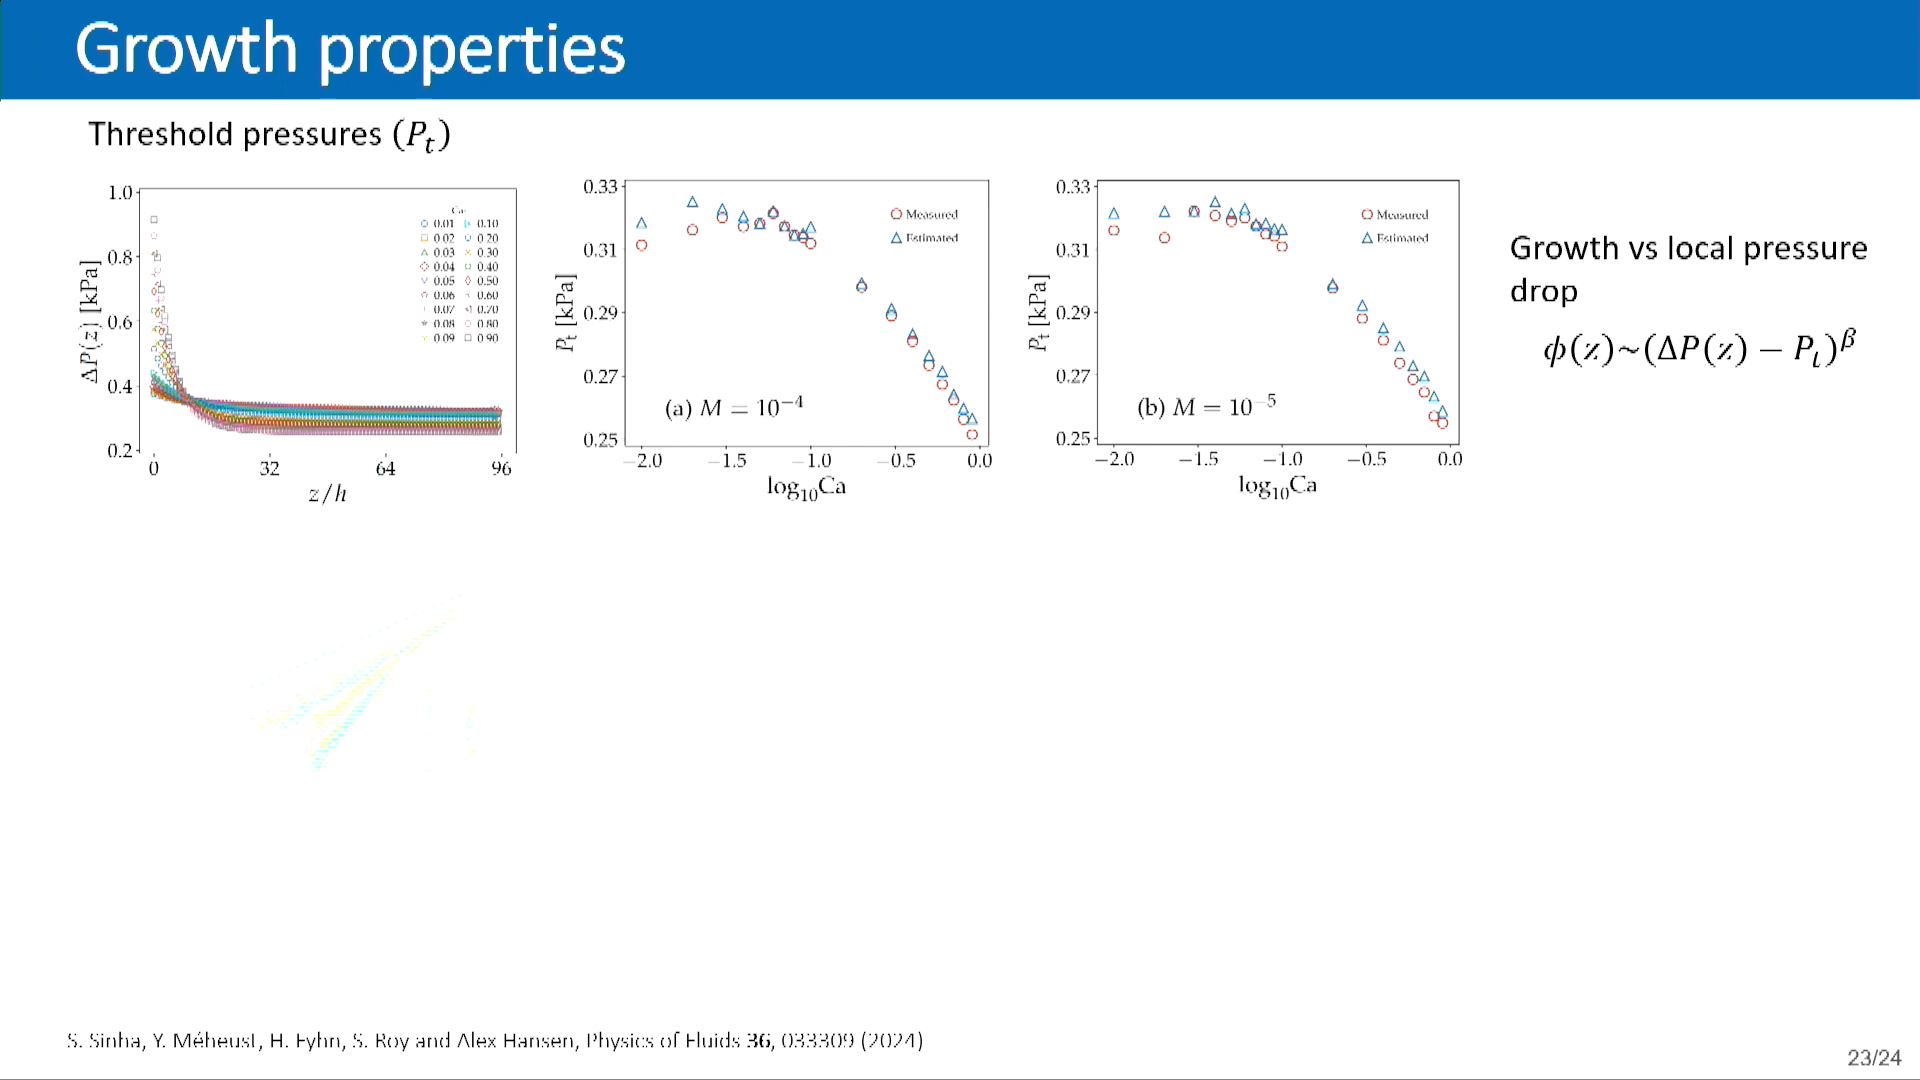 Growth properties
Threshold pressures (P_t)
1.0
0.8
0.6
0.4
0.2
ΔP(z) [kPa]
0
32
64
96
z/h
Ca
0.01 0.10
0.02 0.20
0.03 0.30
0.04 0.40
0.05 0.50
0.06 0.60
0.07 0.70
0.08 0.80
0.09 0.90
0.33
0.31
0.29
0.27
0.25
P_t [kPa]
Measured
Estimated
(a) M = 10^−4
−2.0
−1.5
−1.0
−0.5
0.0
log₁₀Ca
0.33
0.31
0.29
0.27
0.25
P_t [kPa]
Measured
Estimated
(b) M = 10^−5
−2.0
−1.5
−1.0
−0.5
0.0
log₁₀Ca
Growth vs local pressure
drop
ϕ(z)~(ΔP(z) − P_t)^β
S. Sinha, Y. Méheust, H. Fyhn, S. Roy and Alex Hansen, Physics of Fluids 36, 033309 (2024)
23/24